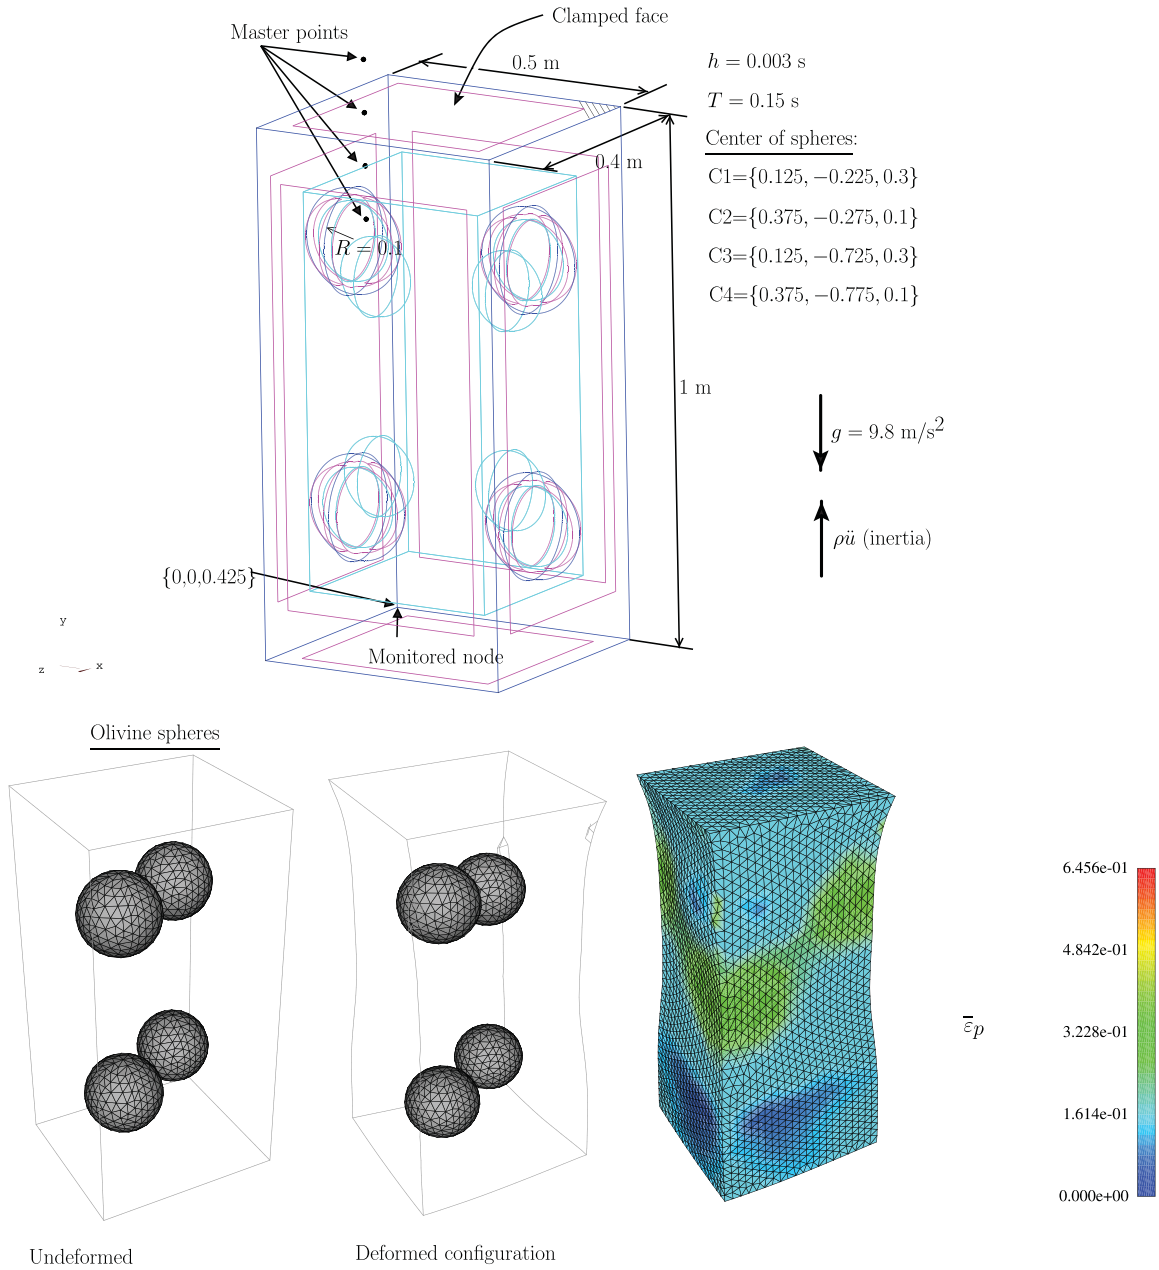 Master points
Clamped face
0.5 m
h = 0.003 s
T = 0.15 s
Center of spheres:
0.4 m
C1={0.125, −0.225, 0.3}
C2={0.375, −0.275, 0.1}
R = 0.1
C3={0.125, −0.725, 0.3}
C4={0.375, −0.775, 0.1}
1 m
g = 9.8 m/s²
ρü (inertia)
{0,0,0.425}
y
z
x
Monitored node
Olivine spheres
6.456e-01
4.842e-01
3.228e-01
1.614e-01
0.000e+00
ε̅p
Undeformed
Deformed configuration